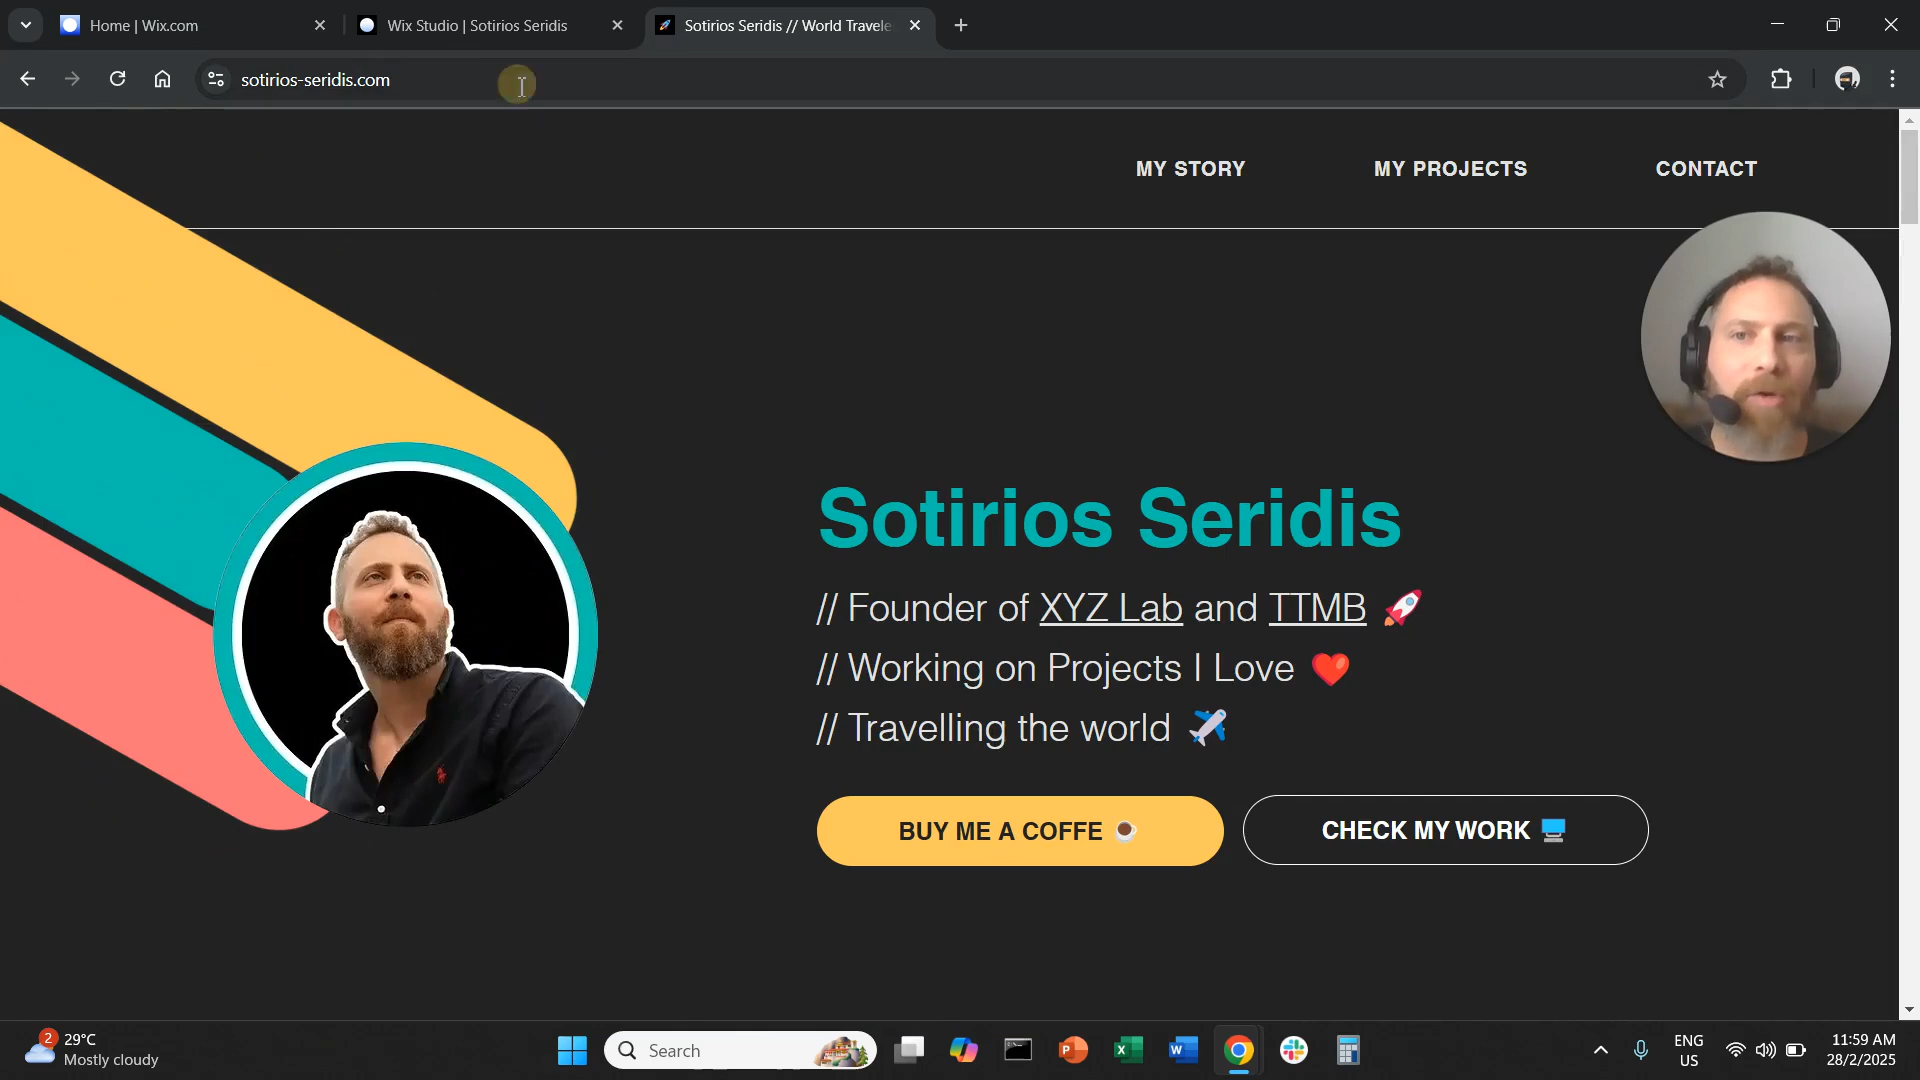 Home | Wix.com
Wix Studio | Sotirios Seridis
Sotirios Seridis // World Travele
sotirios-seridis.com
MY STORY
MY PROJECTS
CONTACT
Sotirios Seridis
// Founder of XYZ Lab and TTMB 🚀
// Working on Projects I Love ❤️
// Travelling the world ✈️
BUY ME A COFFE ☕
CHECK MY WORK 🖥️
2
29°C
Mostly cloudy
Search
ENG
US
11:59 AM
28/2/2025